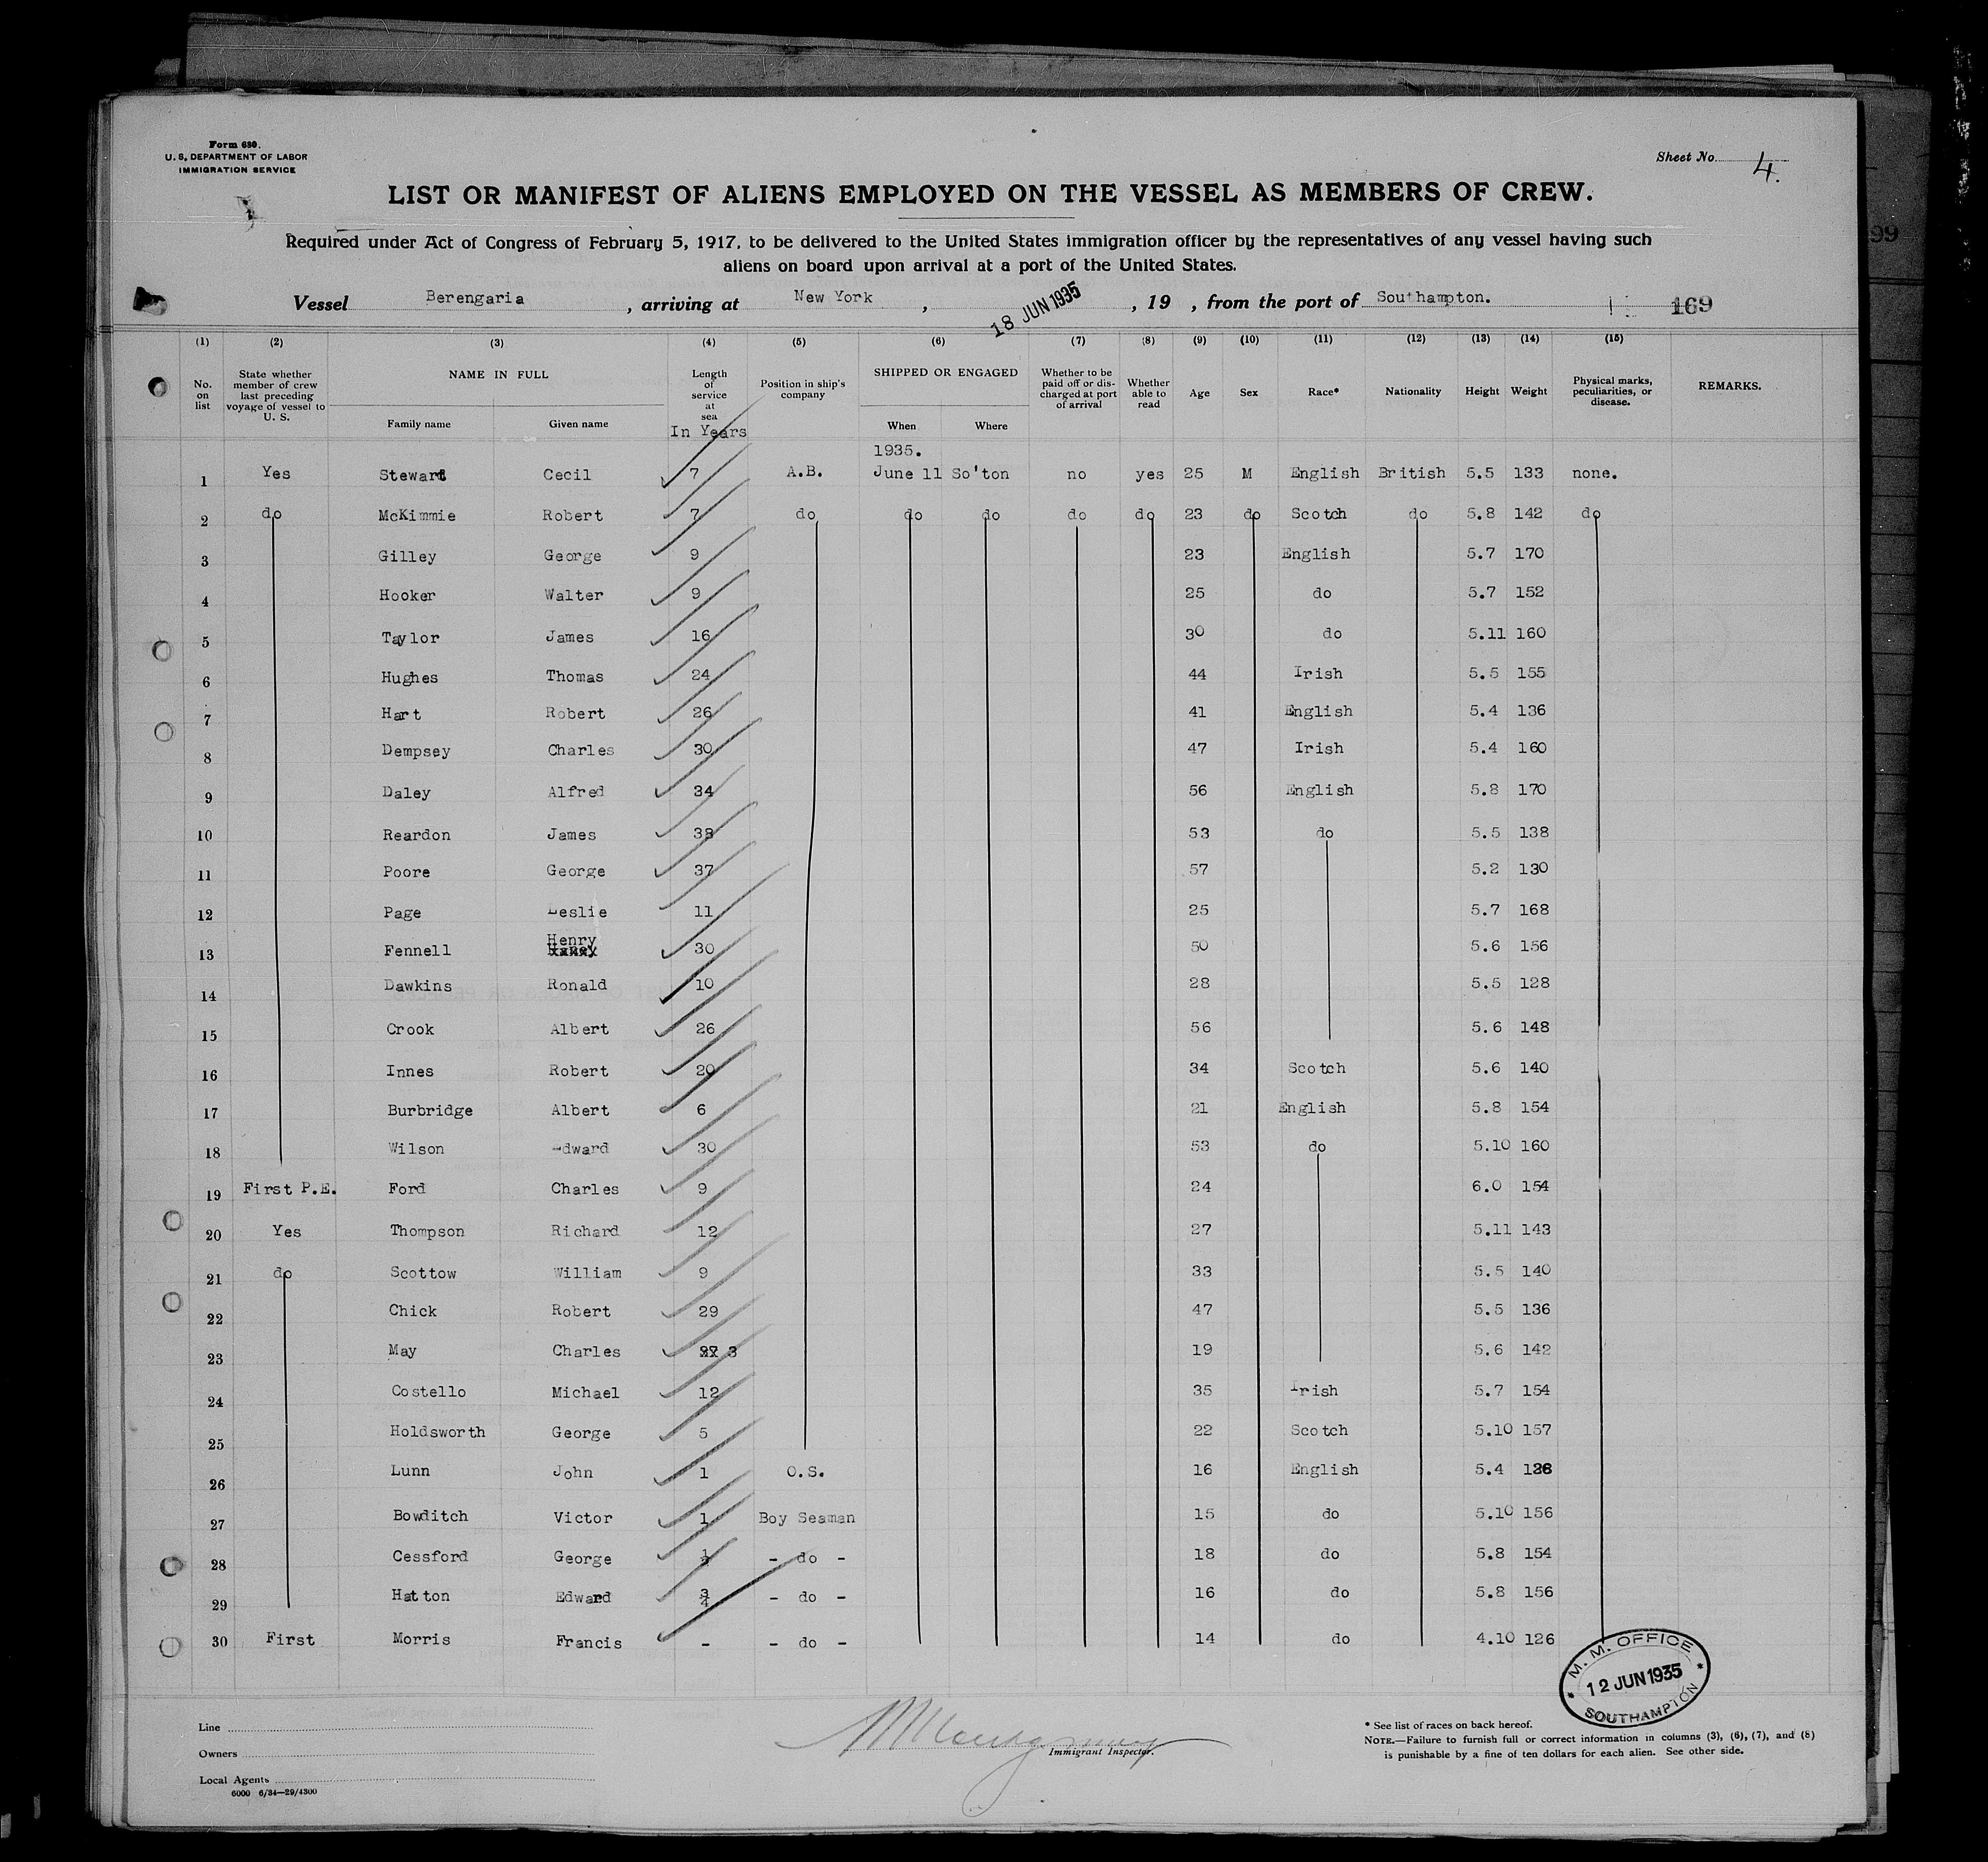 Form 680.
U. S. DEPARTMENT OF LABOR
IMMIGRATION SERVICE
Sheet No. 4.
LIST OR MANIFEST OF ALIENS EMPLOYED ON THE VESSEL AS MEMBERS OF CREW.
Required under Act of Congress of February 5, 1917, to be delivered to the United States immigration officer by the representatives of any vessel having such
aliens on board upon arrival at a port of the United States.
Vessel Berengaria, arriving at New York, 18 JUN 1935, 19 , from the port of Southampton. 169
(1) (2) (3) (4) (5) (6) (7) (8) (9) (10) (11) (12) (13) (14) (15)
No. on list State whether member of crew last preceding voyage of vessel to U. S. NAME IN FULL Family name Given name Length of service at sea In Years Position in ship's company SHIPPED OR ENGAGED When Where Whether to be paid off or discharged at port of arrival Whether able to read Age Sex Race* Nationality Height Weight Physical marks, peculiarities, or disease. REMARKS.
1935.
1 Yes Stewart Cecil 7 A.B. June 11 So'ton no yes 25 M English British 5.5 133 none.
2 do McKimmie Robert 7 do do do do do 23 do Scotch do 5.8 142 do
3 Gilley George 9 23 English 5.7 170
4 Hooker Walter 9 25 do 5.7 152
5 Taylor James 16 30 do 5.11 160
6 Hughes Thomas 24 44 Irish 5.5 155
7 Hart Robert 26 41 English 5.4 136
8 Dempsey Charles 30 47 Irish 5.4 160
9 Daley Alfred 34 56 English 5.8 170
10 Reardon James 38 53 do 5.5 138
11 Poore George 37 57 5.2 130
12 Page Leslie 11 25 5.7 168
13 Fennell Henry 30 50 5.6 156
14 Dawkins Ronald 10 28 5.5 128
15 Crook Albert 26 56 5.6 148
16 Innes Robert 20 34 Scotch 5.6 140
17 Burbridge Albert 6 21 English 5.8 154
18 Wilson Edward 30 53 do 5.10 160
19 First P.E. Ford Charles 9 24 6.0 154
20 Yes Thompson Richard 12 27 5.11 143
21 do Scottow William 9 33 5.5 140
22 Chick Robert 29 47 5.5 136
23 May Charles 3 19 5.6 142
24 Costello Michael 12 35 Irish 5.7 154
25 Holdsworth George 5 22 Scotch 5.10 157
26 Lunn John 1 O.S. 16 English 5.4
27 Bowditch Victor 1 Boy Seaman 15 do 5.10 156
28 Cessford George - do - 18 do 5.8 154
29 Hatton Edward 3/4 - do - 16 do 5.8 156
30 First Morris Francis - - do - 14 do 4.10 126
M. M. OFFICE
12 JUN 1935
SOUTHAMPTON
Line
Owners
Local Agents
6000 6/34—29/4300
Immigrant Inspector.
* See list of races on back hereof.
NOTE.—Failure to furnish full or correct information in columns (3), (6), (7), and (8)
is punishable by a fine of ten dollars for each alien. See other side.